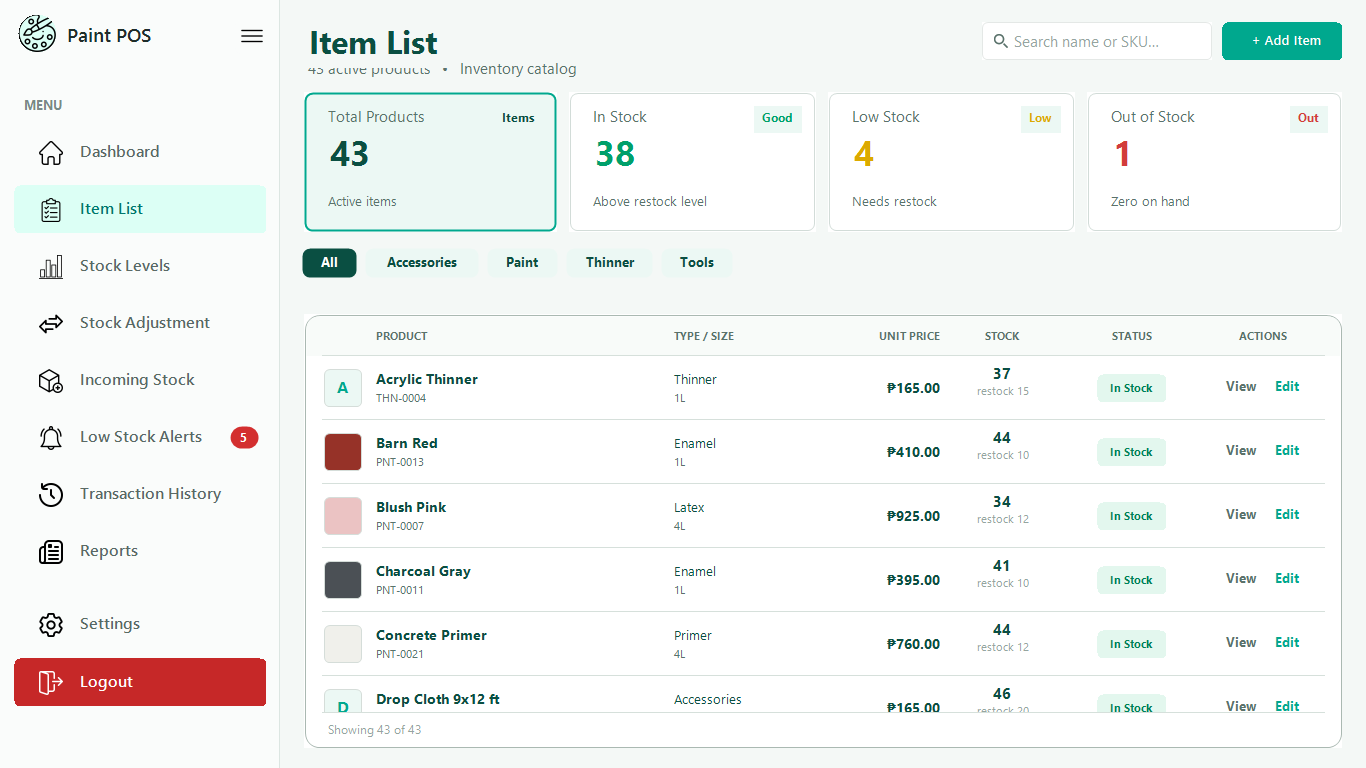 Paint POS
MENU
Dashboard
Item List
Stock Levels
Stock Adjustment
Incoming Stock
Low Stock Alerts 5
Transaction History
Reports
Settings
Logout
Item List
Search name or SKU...
+ Add Item
43 active products • Inventory catalog
Total Products Items
43
Active items
In Stock Good
38
Above restock level
Low Stock Low
4
Needs restock
Out of Stock Out
1
Zero on hand
All Accessories Paint Thinner Tools
PRODUCT TYPE / SIZE UNIT PRICE STOCK STATUS ACTIONS
A Acrylic Thinner Thinner ₱165.00 37 In Stock View Edit
THN-0004 1L restock 15
Barn Red Enamel ₱410.00 44 In Stock View Edit
PNT-0013 1L restock 10
Blush Pink Latex ₱925.00 34 In Stock View Edit
PNT-0007 4L restock 12
Charcoal Gray Enamel ₱395.00 41 In Stock View Edit
PNT-0011 1L restock 10
Concrete Primer Primer ₱760.00 44 In Stock View Edit
PNT-0021 4L restock 12
D Drop Cloth 9x12 ft Accessories ₱165.00 46 In Stock View Edit
restock 20
Showing 43 of 43